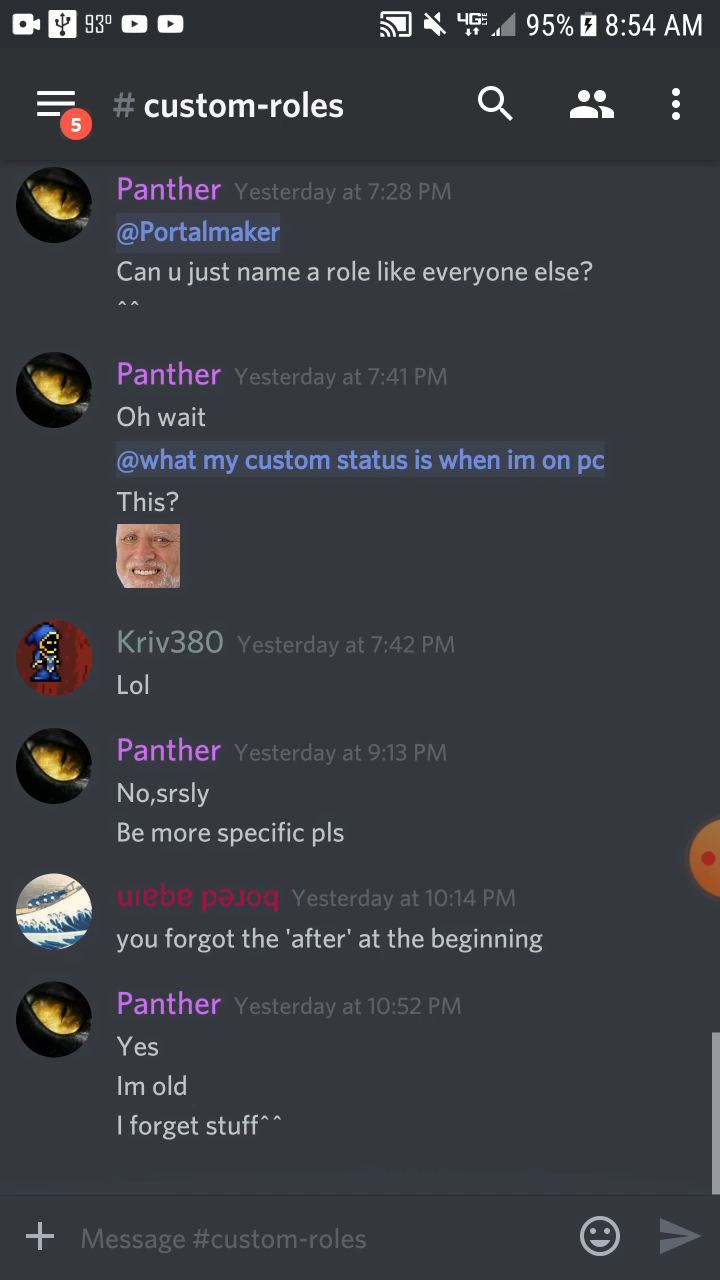 93°
4GE 95% 8:54 AM
5
# custom-roles
Panther Yesterday at 7:28 PM
@Portalmaker
Can u just name a role like everyone else?
^^
Panther Yesterday at 7:41 PM
Oh wait
@what my custom status is when im on pc
This?
Kriv380 Yesterday at 7:42 PM
Lol
Panther Yesterday at 9:13 PM
No,srsly
Be more specific pls
uıɐƃɐ pǝɹoq Yesterday at 10:14 PM
you forgot the 'after' at the beginning
Panther Yesterday at 10:52 PM
Yes
Im old
I forget stuff^^
Message #custom-roles